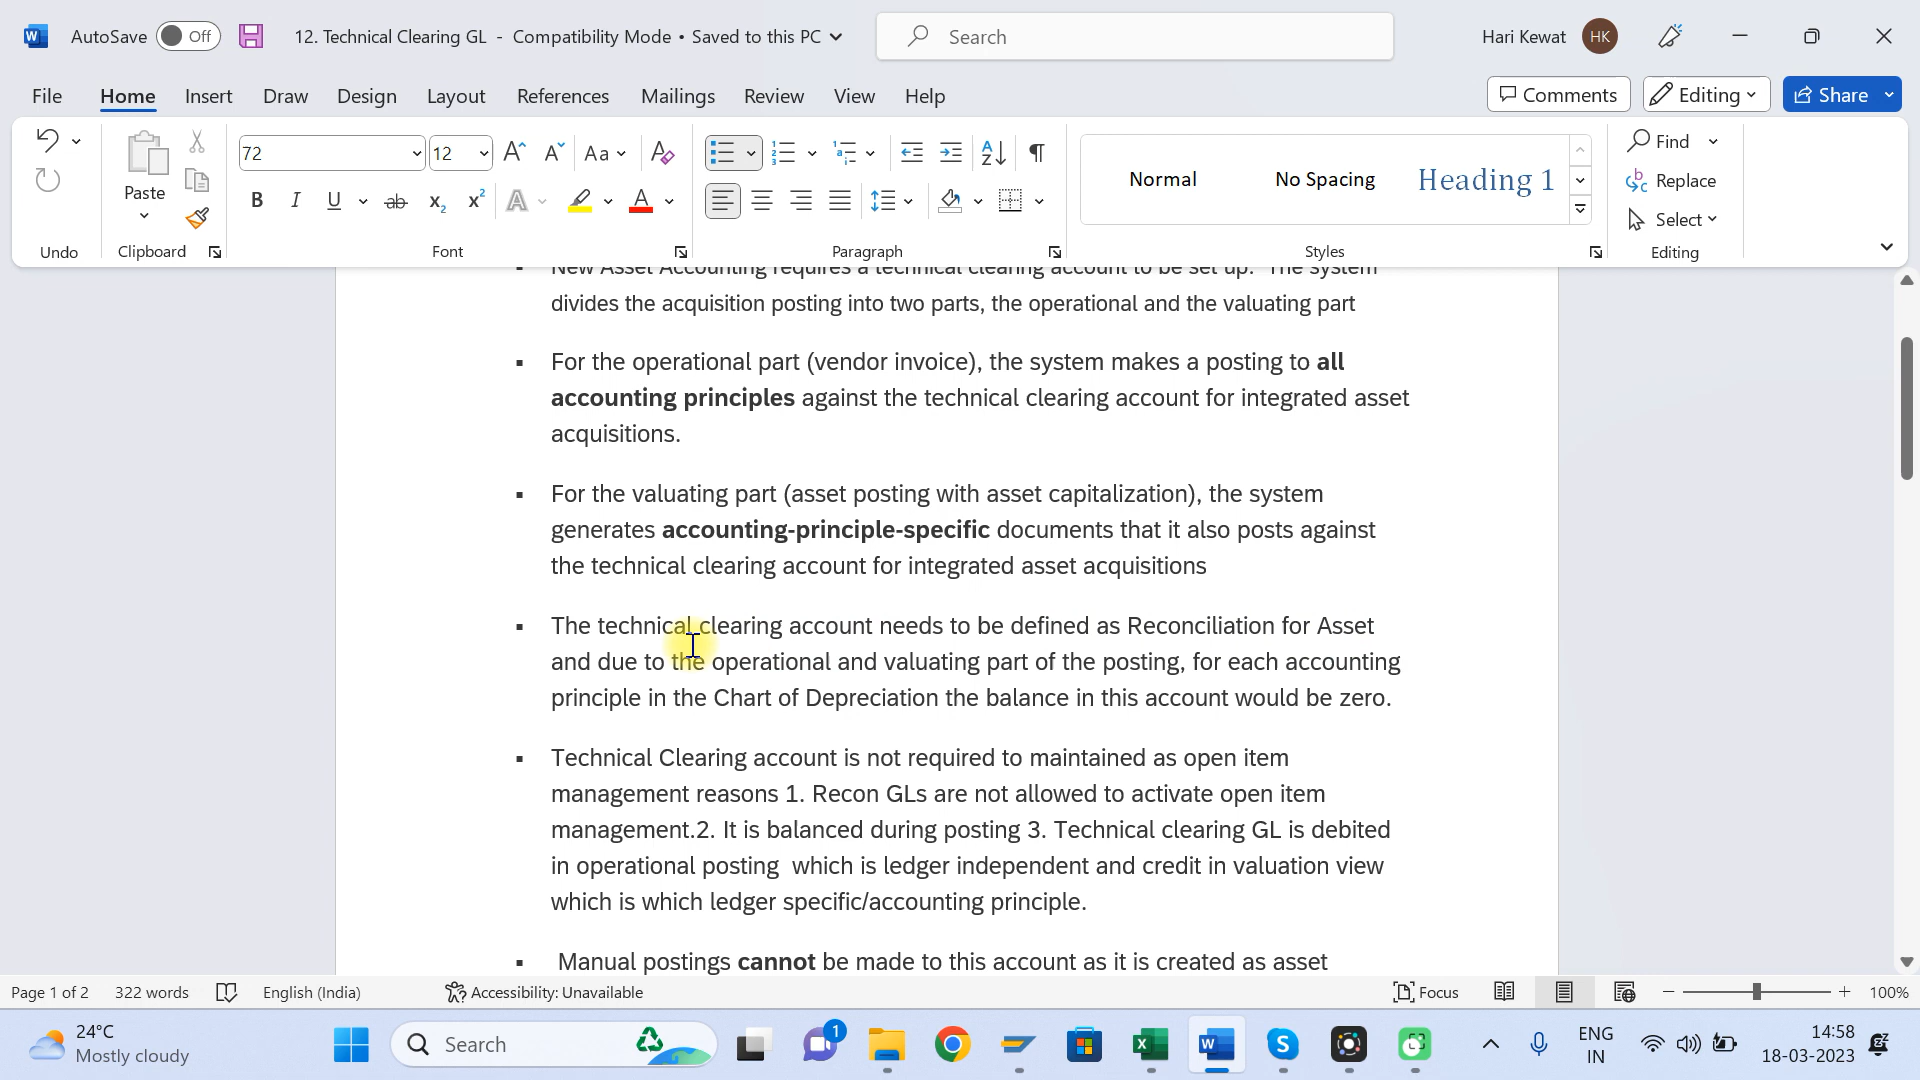 AutoSave Off 12. Technical Clearing GL - Compatibility Mode • Saved to this PC Search Hari Kewat HK
File Home Insert Draw Design Layout References Mailings Review View Help Comments Editing Share
72 12 Aa Normal No Spacing Heading 1 Find
Paste Replace
B I U ab x₂ x² A A Select
Undo Clipboard Font Paragraph Styles Editing
▪ New Asset Accounting requires a technical clearing account to be set up. The system
divides the acquisition posting into two parts, the operational and the valuating part
▪ For the operational part (vendor invoice), the system makes a posting to all
accounting principles against the technical clearing account for integrated asset
acquisitions.
▪ For the valuating part (asset posting with asset capitalization), the system
generates accounting-principle-specific documents that it also posts against
the technical clearing account for integrated asset acquisitions
▪ The technical clearing account needs to be defined as Reconciliation for Asset
and due to the operational and valuating part of the posting, for each accounting
principle in the Chart of Depreciation the balance in this account would be zero.
▪ Technical Clearing account is not required to maintained as open item
management reasons 1. Recon GLs are not allowed to activate open item
management.2. It is balanced during posting 3. Technical clearing GL is debited
in operational posting which is ledger independent and credit in valuation view
which is which ledger specific/accounting principle.
▪ Manual postings cannot be made to this account as it is created as asset
Page 1 of 2 322 words English (India) Accessibility: Unavailable Focus 100%
24°C
Mostly cloudy
Search
1
ENG
IN
14:58
18-03-2023